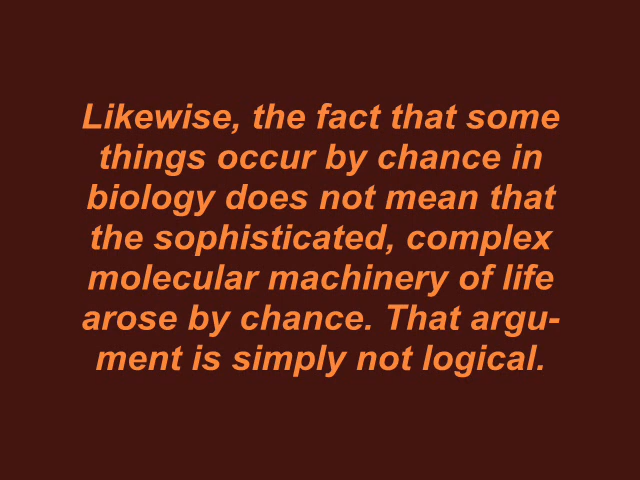 Likewise, the fact that some
things occur by chance in
biology does not mean that
the sophisticated, complex
molecular machinery of life
arose by chance. That argu-
ment is simply not logical.